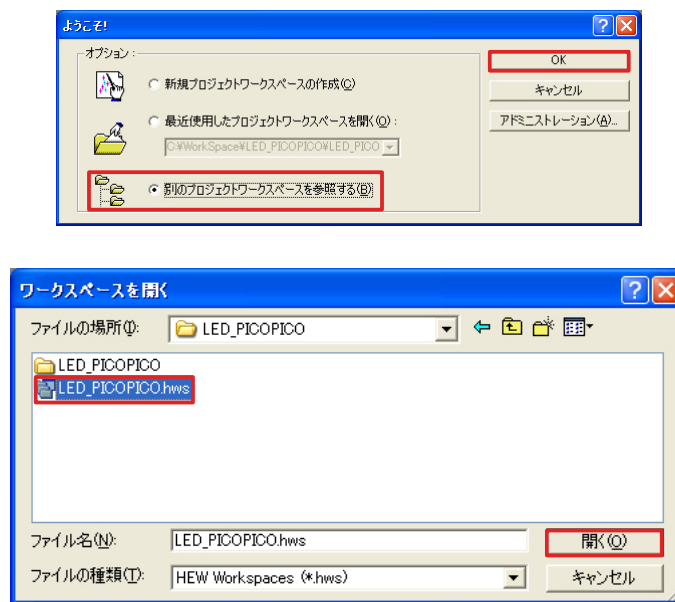 ようこそ!
オプション :
新規プロジェクトワークスペースの作成(C)
最近使用したプロジェクトワークスペースを開く(O) :
C:¥WorkSpace¥LED_PICOPICO¥LED_PICO
別のプロジェクトワークスペースを参照する(B)
OK
キャンセル
アドミニストレーション(A)...
ワークスペースを開く
ファイルの場所(I):
LED_PICOPICO
LED_PICOPICO
LED_PICOPICO.hws
ファイル名(N):
LED_PICOPICO.hws
開く(O)
ファイルの種類(T):
HEW Workspaces (*.hws)
キャンセル